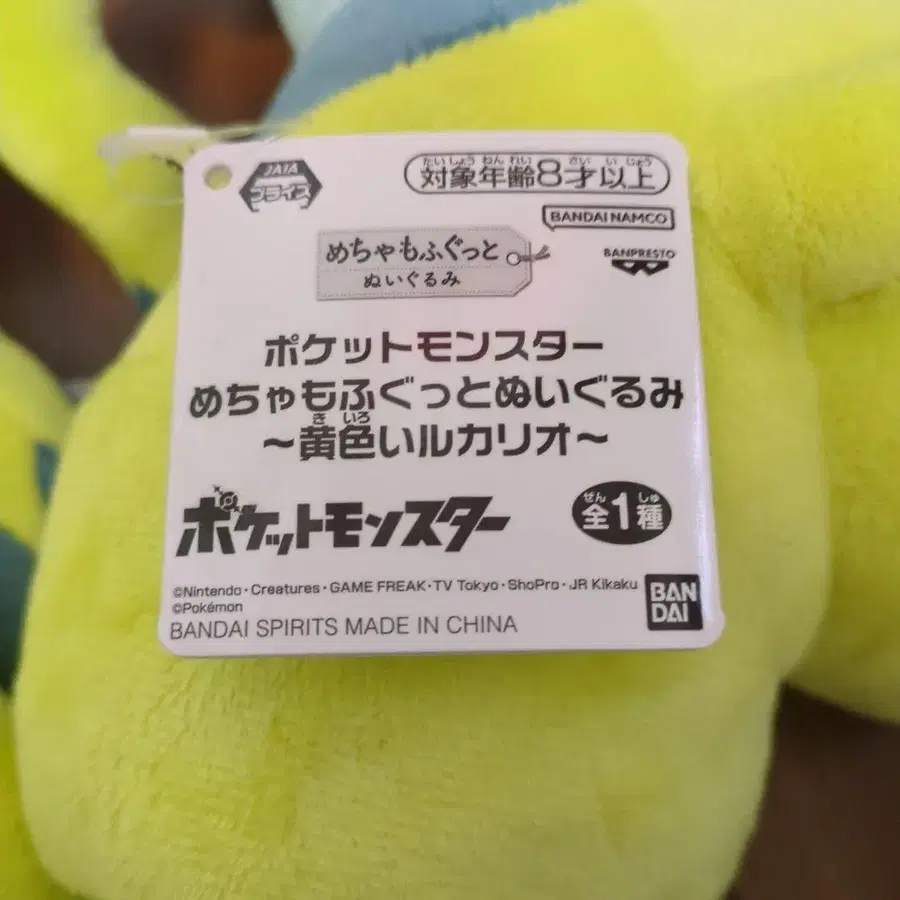 JAIA
プライズ
たいしょうねんれい さい いじょう
対象年齢8才以上
BANDAI NAMCO
BANPRESTO
めちゃもふぐっと
ぬいぐるみ
ポケットモンスター
めちゃもふぐっとぬいぐるみ
き いろ
～黄色いルカリオ～
ポケットモンスター
ぜん しゅ
全1種
©Nintendo・Creatures・GAME FREAK・TV Tokyo・ShoPro・JR Kikaku
©Pokémon
BANDAI SPIRITS MADE IN CHINA
BAN
DAI